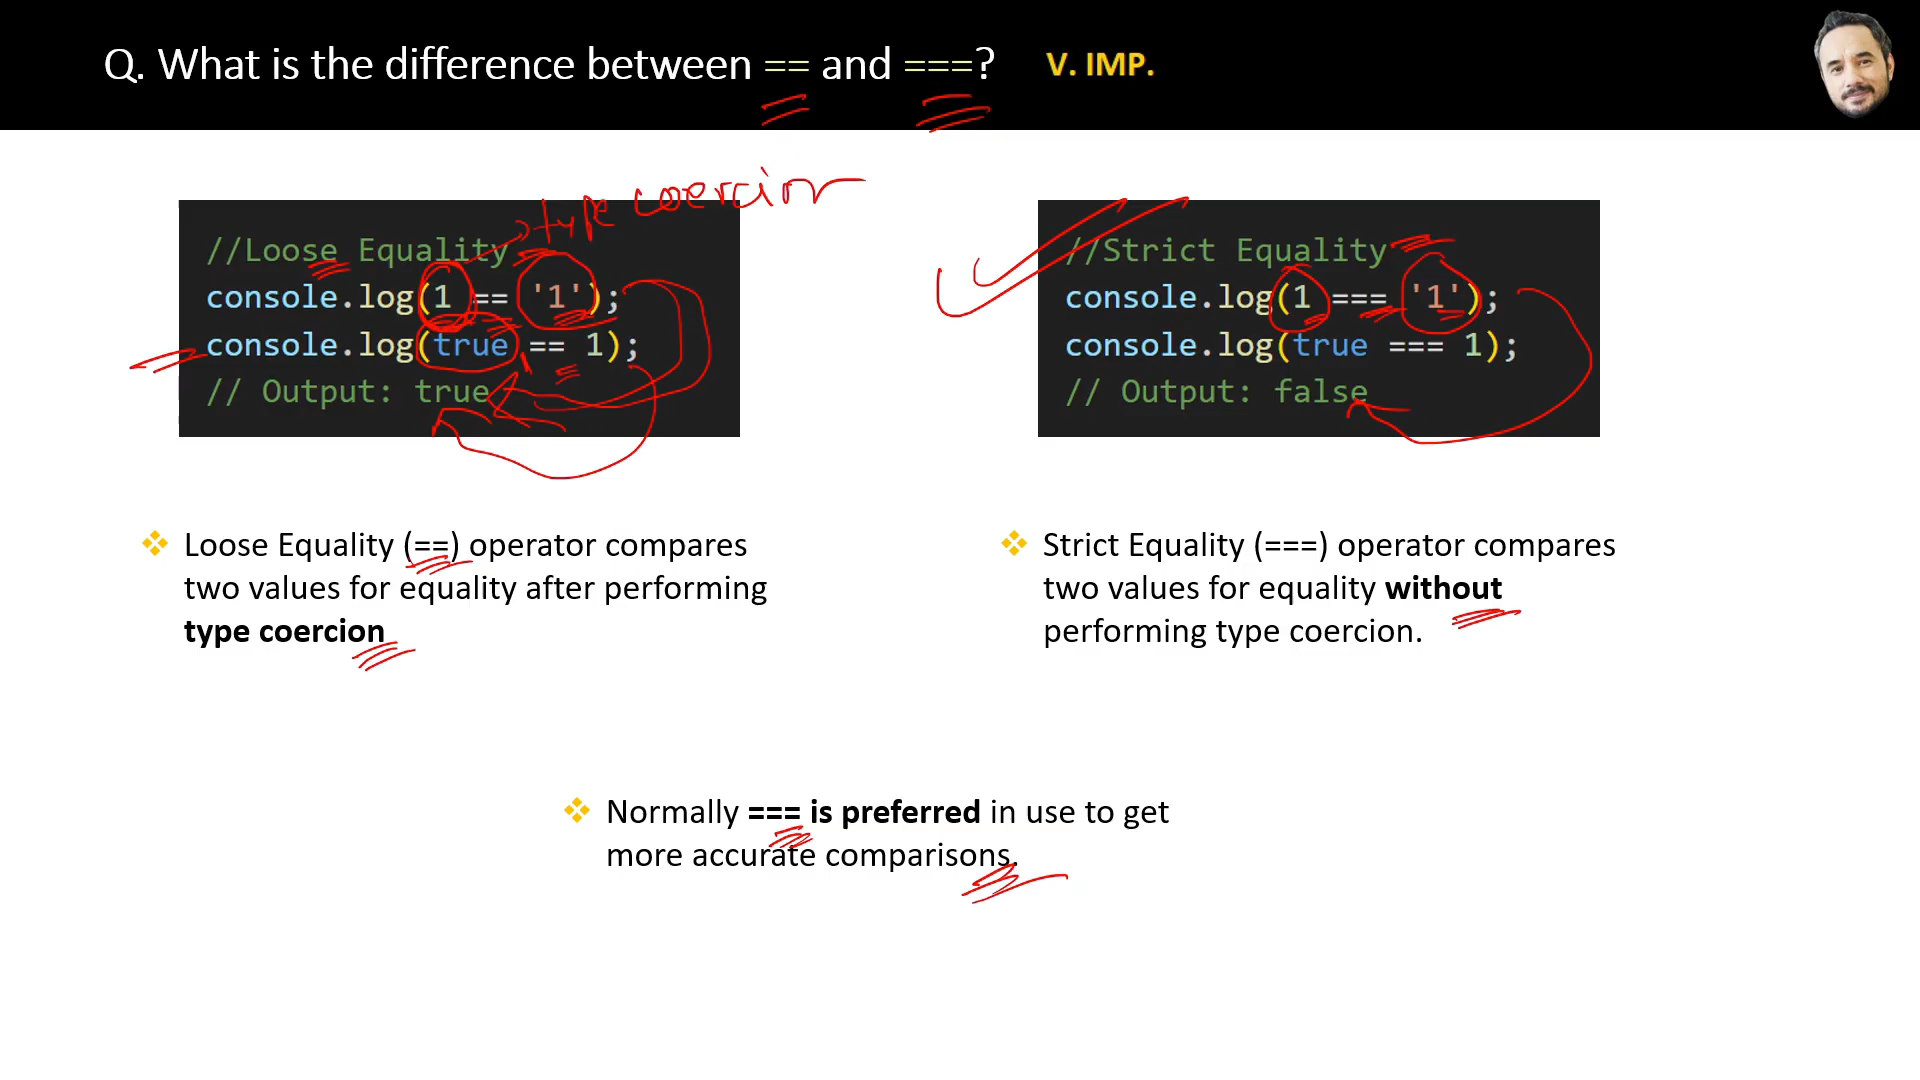 Q. What is the difference between == and ===? V. IMP.
type coercion
//Loose Equality
console.log(1 == '1');
console.log(true == 1);
// Output: true
//Strict Equality
console.log(1 === '1');
console.log(true === 1);
// Output: false
Loose Equality (==) operator compares
two values for equality after performing
type coercion
Strict Equality (===) operator compares
two values for equality without
performing type coercion.
Normally === is preferred in use to get
more accurate comparisons.